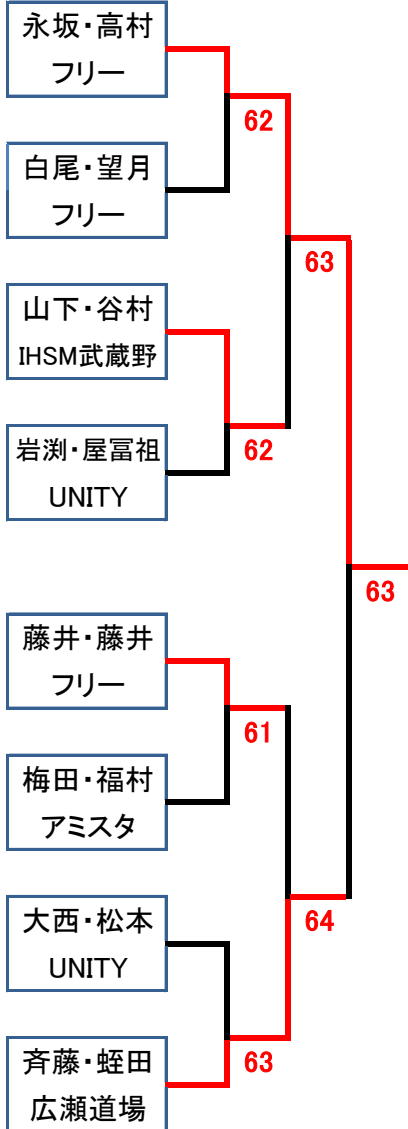 永坂・高村
フリー
62
白尾・望月
フリー
63
山下・谷村
IHSM武蔵野
岩渕・屋冨祖
UNITY
62
63
藤井・藤井
フリー
61
梅田・福村
アミスタ
大西・松本
UNITY
64
斉藤・蛭田
広瀬道場
63